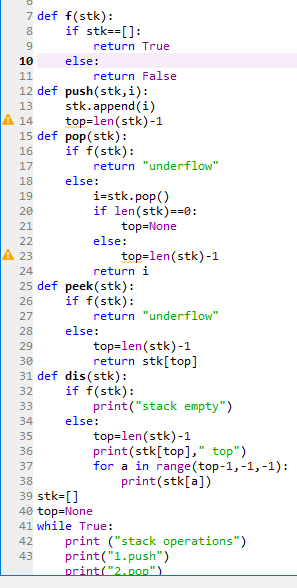 6
7 def f(stk):
8     if stk==[]:
9         return True
10     else:
11         return False
12 def push(stk,i):
13     stk.append(i)
14     top=len(stk)-1
15 def pop(stk):
16     if f(stk):
17         return "underflow"
18     else:
19         i=stk.pop()
20         if len(stk)==0:
21             top=None
22         else:
23             top=len(stk)-1
24         return i
25 def peek(stk):
26     if f(stk):
27         return "underflow"
28     else:
29         top=len(stk)-1
30         return stk[top]
31 def dis(stk):
32     if f(stk):
33         print("stack empty")
34     else:
35         top=len(stk)-1
36         print(stk[top]," top")
37         for a in range(top-1,-1,-1):
38             print(stk[a])
39 stk=[]
40 top=None
41 while True:
42     print ("stack operations")
43     print("1.push")
    print("2.pop")